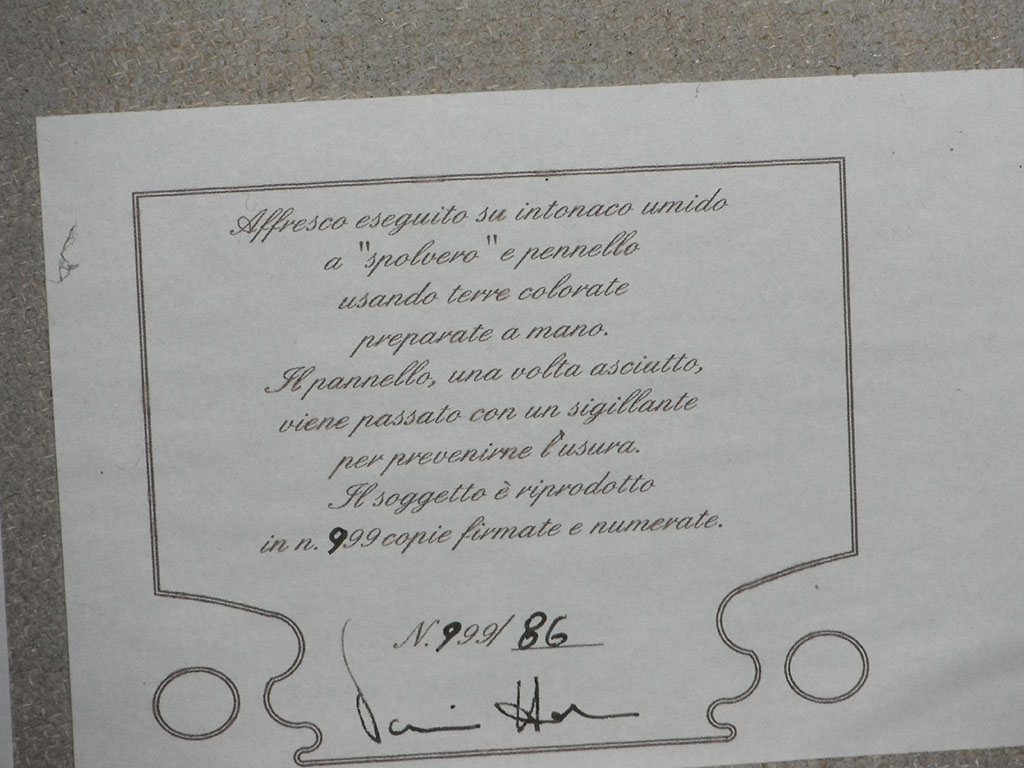 Affresco eseguito su intonaco umido
a "spolvero" e pennello
usando terre colorate
preparate a mano.
Il pannello, una volta asciutto,
viene passato con un sigillante
per prevenirne l'usura.
Il soggetto è riprodotto
in n. 999 copie firmate e numerate.
N. 999/ 86